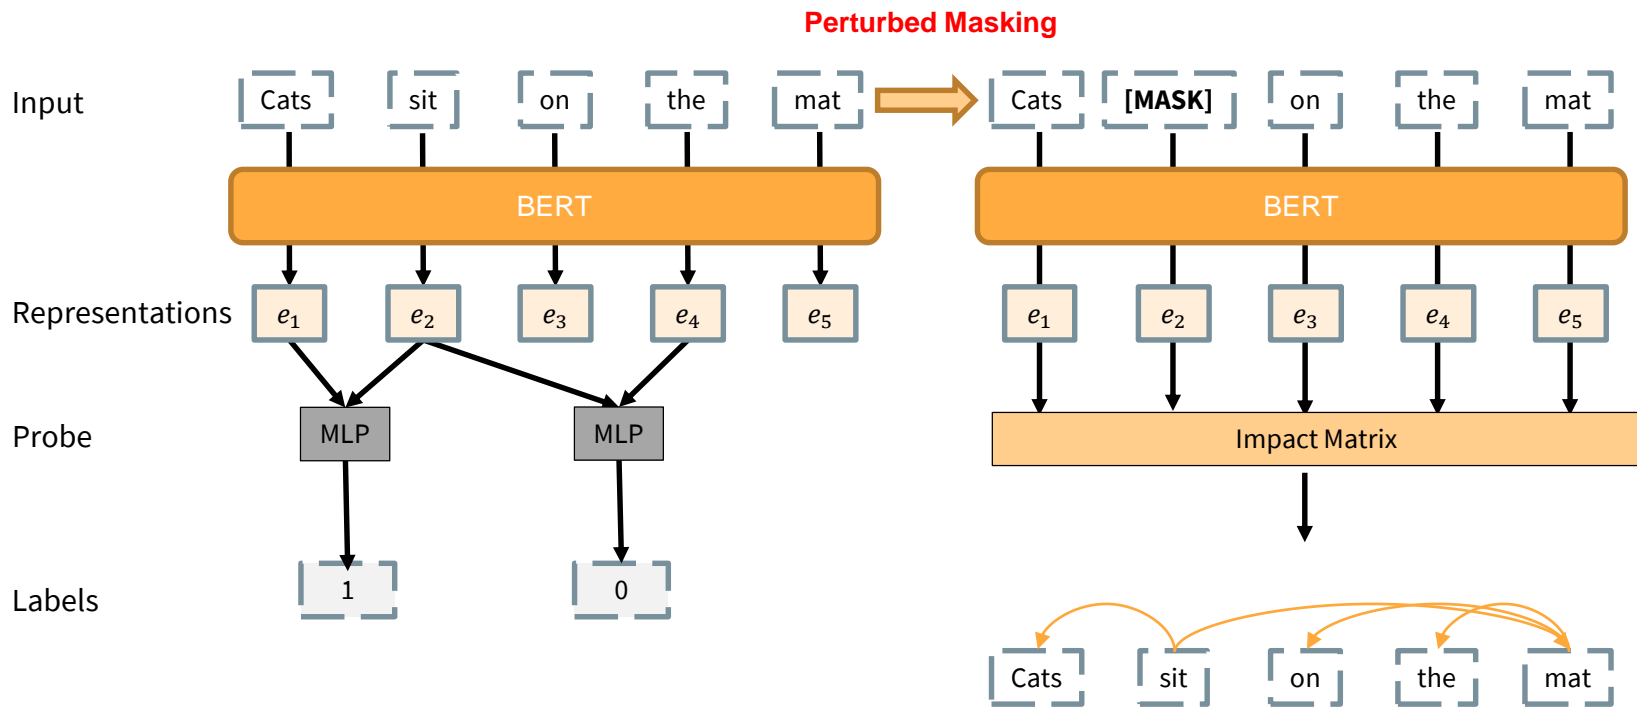 Perturbed Masking
Input
Cats sit on the mat
Cats [MASK] on the mat
BERT
BERT
Representations
e₁ e₂ e₃ e₄ e₅
e₁ e₂ e₃ e₄ e₅
Probe
MLP MLP
Impact Matrix
Labels
1 0
Cats sit on the mat